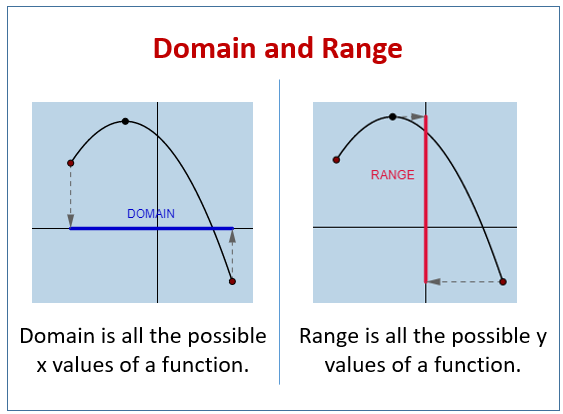 Domain and Range
DOMAIN
RANGE
Domain is all the possible
x values of a function.
Range is all the possible y
values of a function.